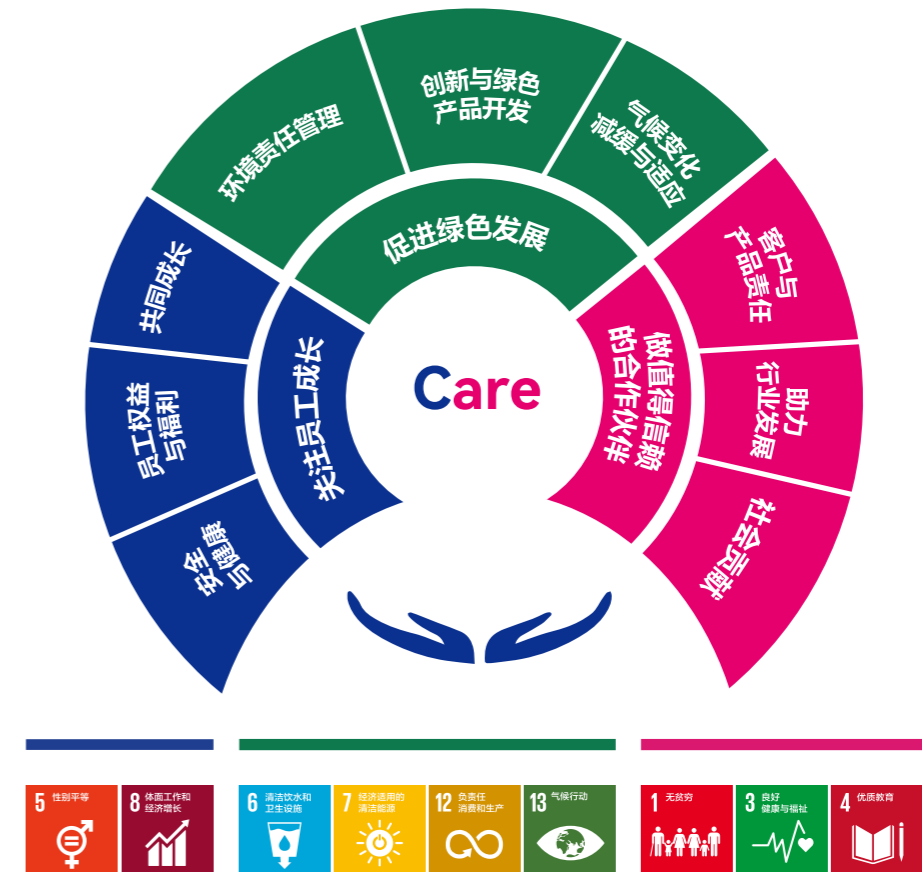 创新与绿色
产品开发
环境责任管理
气候变化
减缓与适应
促进绿色发展
共同成长
员工权益
与福利
安全
与健康
关注员工成长
Care
做值得信赖
的合作伙伴
客户与
产品责任
助力
行业发展
社会贡献
5 性别平等
8 体面工作和
经济增长
6 清洁饮水和
卫生设施
7 经济适用的
清洁能源
12 负责任
消费和生产
13 气候行动
1 无贫穷
3 良好
健康与福祉
4 优质教育